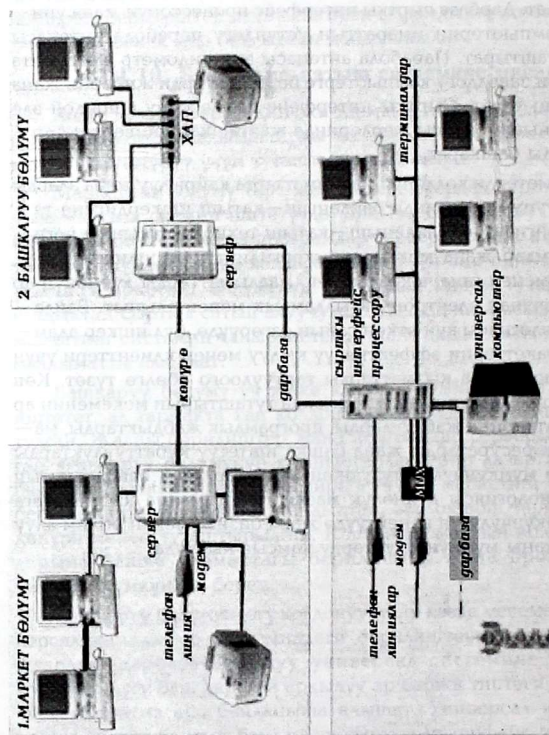 1.МАРКЕТ БӨЛҮМҮ
сервер
модем
телефон
линия
көпүрө
2. БАШКАРУУ БӨЛҮМҮ
ХАП
сервер
дарбаза
сырткы
интерфейс
процессору
терминалдар
универсал
компьютер
MUX
модем
телефон
линиялар
дарбаза